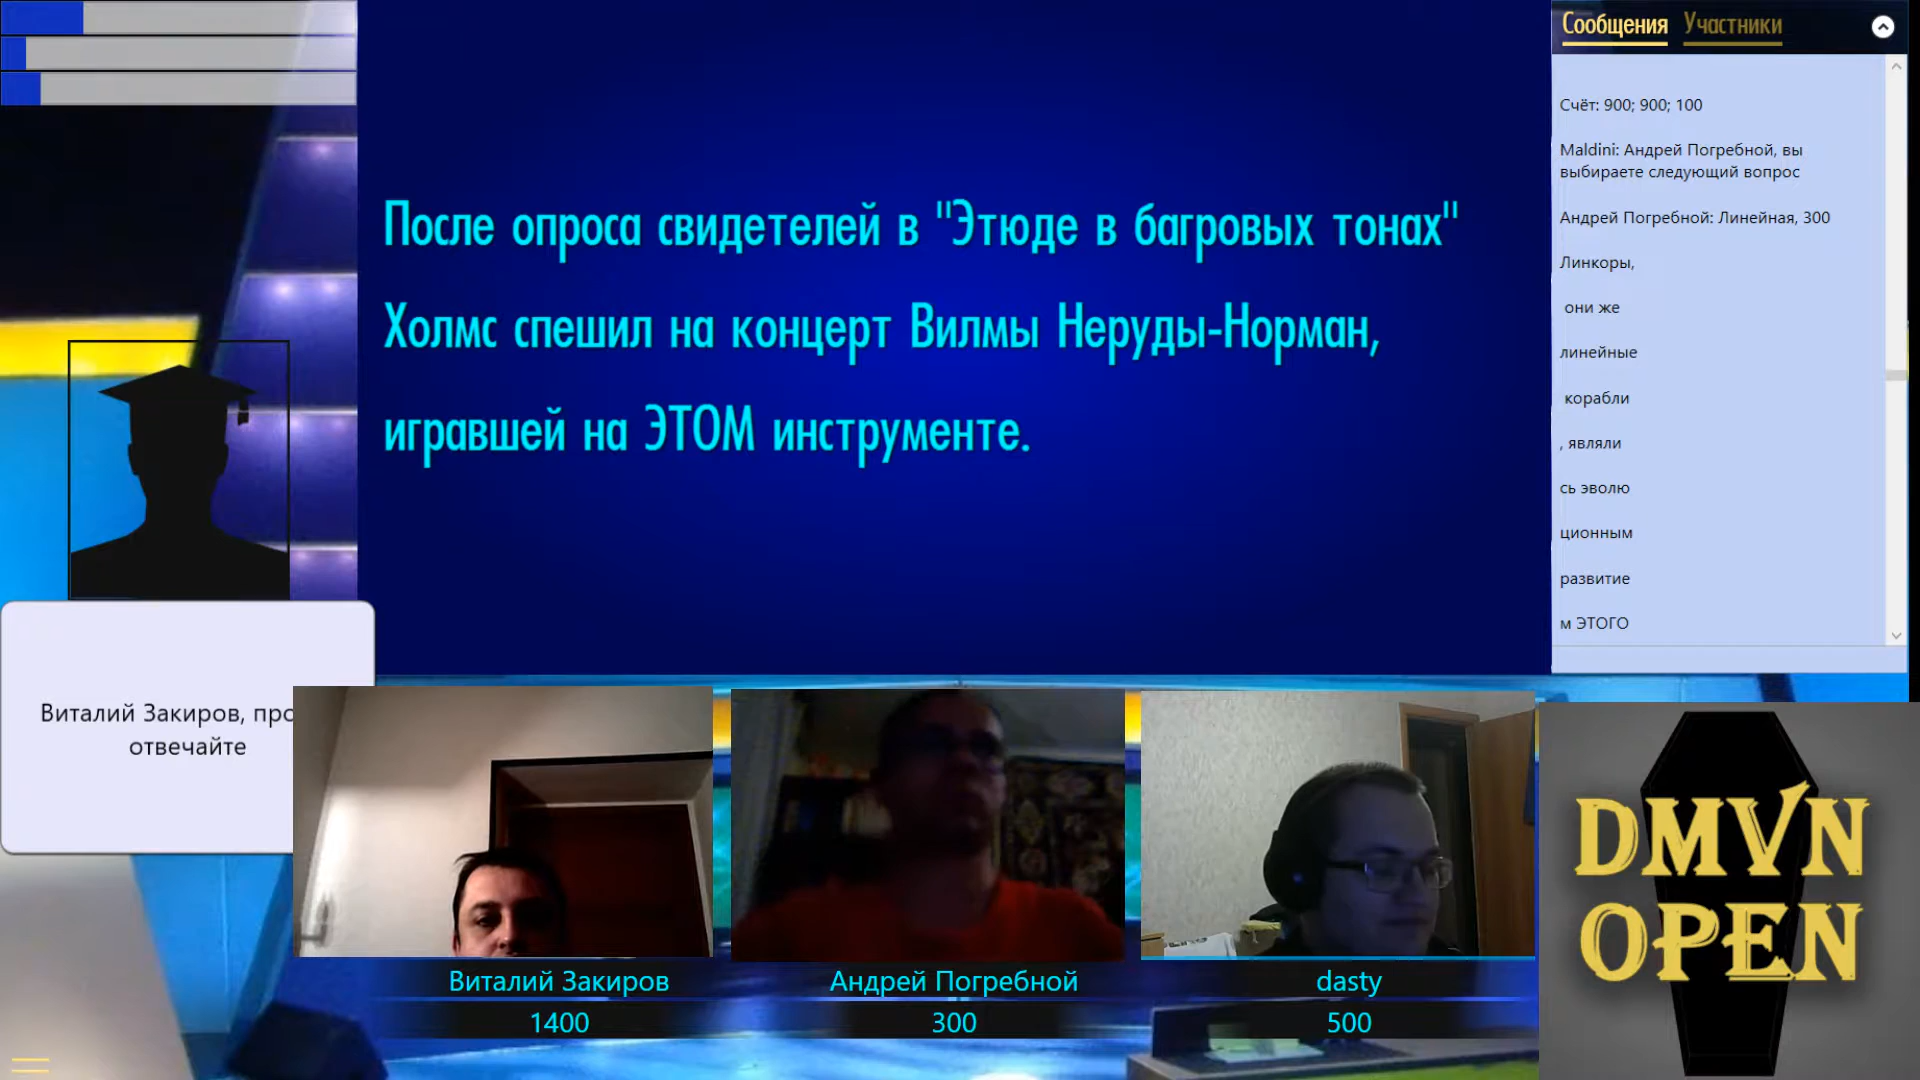 Сообщения Участники
После опроса свидетелей в "Этюде в багровых тонах"
Холмс спешил на концерт Вилмы Неруды-Норман,
игравшей на ЭТОМ инструменте.
Счёт: 900; 900; 100
Maldini: Андрей Погребной, вы
выбираете следующий вопрос
Андрей Погребной: Линейная, 300
Линкоры,
они же
линейные
корабли
, являли
сь эволю
ционным
развитие
м ЭТОГО
Виталий Закиров, про
отвечайте
Виталий Закиров
1400
Андрей Погребной
300
dasty
500
DMVN
OPEN